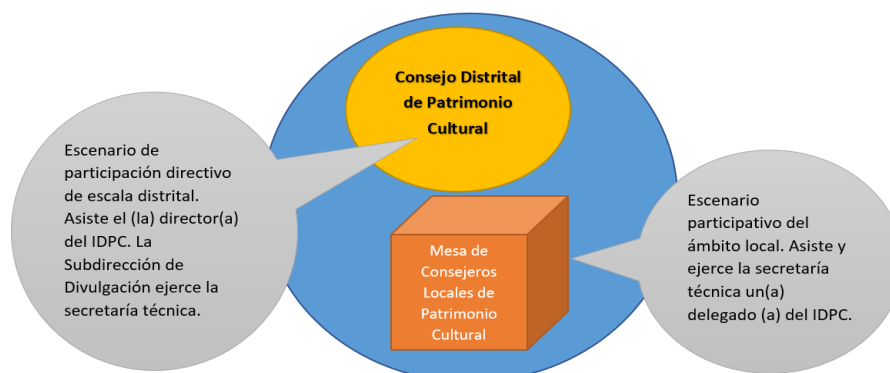 Consejo Distrital
de Patrimonio
Cultural
Escenario de
participación directivo
de escala distrital.
Asiste el (la) director(a)
del IDPC. La
Subdirección de
Divulgación ejerce la
secretaría técnica.
Mesa de
Consejeros
Locales de
Patrimonio
Cultural
Escenario
participativo del
ámbito local. Asiste y
ejerce la secretaría
técnica un(a)
delegado (a) del IDPC.